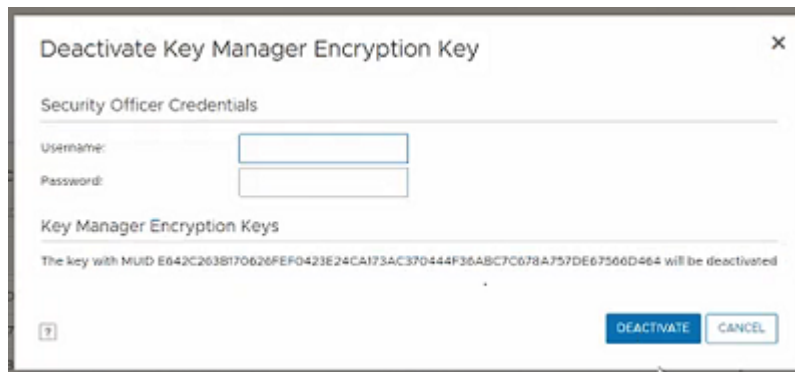 Deactivate Key Manager Encryption Key
Security Officer Credentials
Username:
Password:
Key Manager Encryption Keys
The key with MUID E642C263B170626FEF0423E24CA173AC370444F36ABC7C678A757DE67566D464 will be deactivated
?
DEACTIVATE CANCEL